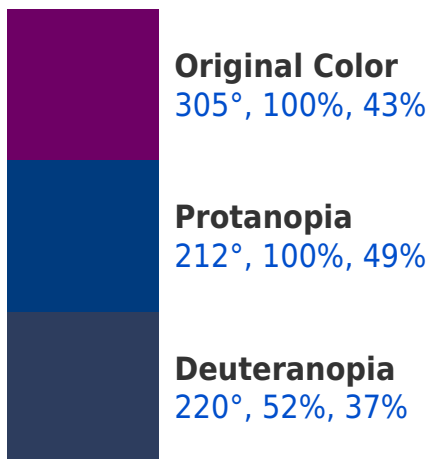 Original Color
305°, 100%, 43%
Protanopia
212°, 100%, 49%
Deuteranopia
220°, 52%, 37%